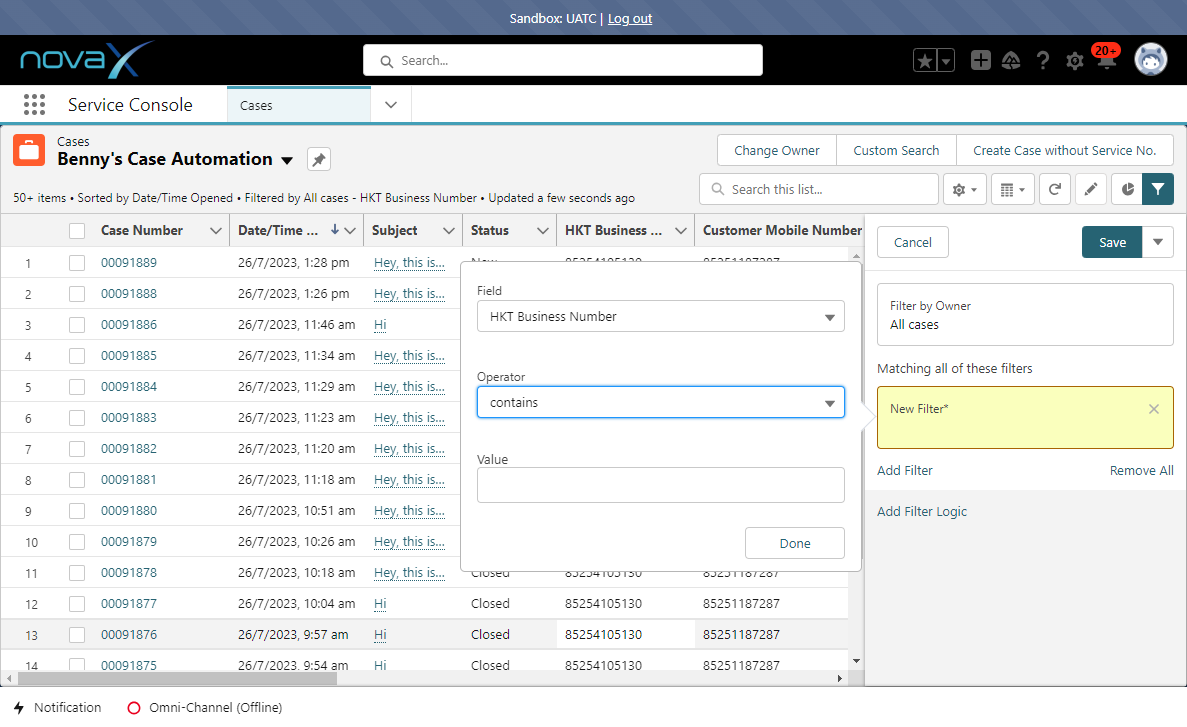 Sandbox: UATC | Log out
novaX
Search...
20+
Service Console
Cases
Cases
Benny's Case Automation
Change Owner
Custom Search
Create Case without Service No.
50+ items • Sorted by Date/Time Opened • Filtered by All cases - HKT Business Number • Updated a few seconds ago
Search this list...
Case Number Date/Time ... Subject Status HKT Business ... Customer Mobile Number
1 00091889 26/7/2023, 1:28 pm Hey, this is... New 85254105130 85251187287
2 00091888 26/7/2023, 1:26 pm Hey, this is...
3 00091886 26/7/2023, 11:46 am Hi
4 00091885 26/7/2023, 11:34 am Hey, this is...
5 00091884 26/7/2023, 11:29 am Hey, this is...
6 00091883 26/7/2023, 11:23 am Hey, this is...
7 00091882 26/7/2023, 11:20 am Hey, this is...
8 00091881 26/7/2023, 11:18 am Hey, this is...
9 00091880 26/7/2023, 10:51 am Hey, this is...
10 00091879 26/7/2023, 10:26 am Hey, this is...
11 00091878 26/7/2023, 10:18 am Hey, this is... Closed 85254105130 85251187287
12 00091877 26/7/2023, 10:04 am Hi Closed 85254105130 85251187287
13 00091876 26/7/2023, 9:57 am Hi Closed 85254105130 85251187287
14 00091875 26/7/2023, 9:54 am Hi Closed 85254105130 85251187287
Field
HKT Business Number
Operator
contains
Value
Done
Cancel
Save
Filter by Owner
All cases
Matching all of these filters
New Filter*
Add Filter
Remove All
Add Filter Logic
Notification
Omni-Channel (Offline)